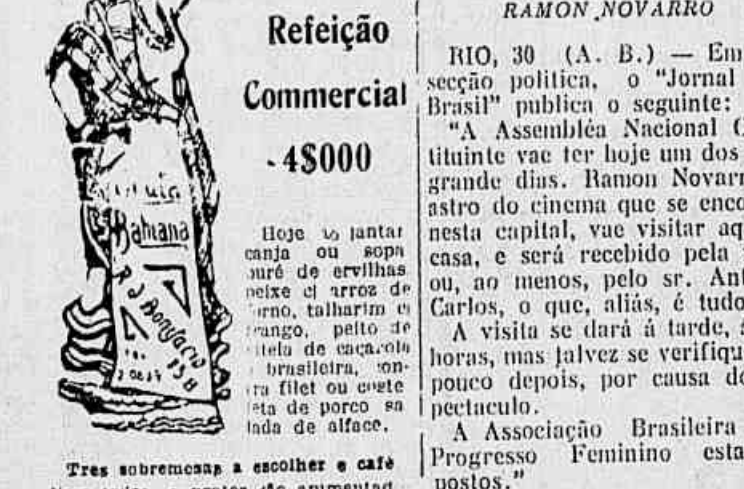 Refeição
Commercial
- 4$000
Bahiana
R J Bonifacio
138
Hoje ao jantar
canja ou sopa
puré de ervilhas
peixe c| arroz de
forno, talharim c|
frango, peito de
vitela de caçarola
brasileira, con-
tra filet ou coste
leta de porco sa
lada de alface.
Tres sobremesas a escolher e café
RAMON NOVARRO
RIO, 30 (A. B.) — Em
secção politica, o "Jornal
Brasil" publica o seguinte:
"A Assembléa Nacional C
tituinte vae ter hoje um dos
grande dias. Ramon Novarr
astro do cinema que se enco
nesta capital, vae visitar aq
casa, e será recebido pela
ou, ao menos, pelo sr. Ant
Carlos, o que, aliás, é tudo
A visita se dará á tarde,
horas, mas talvez se verifiqu
pouco depois, por causa de
pectaculo.
A Associação Brasileira
Progresso Feminino esta
postos."